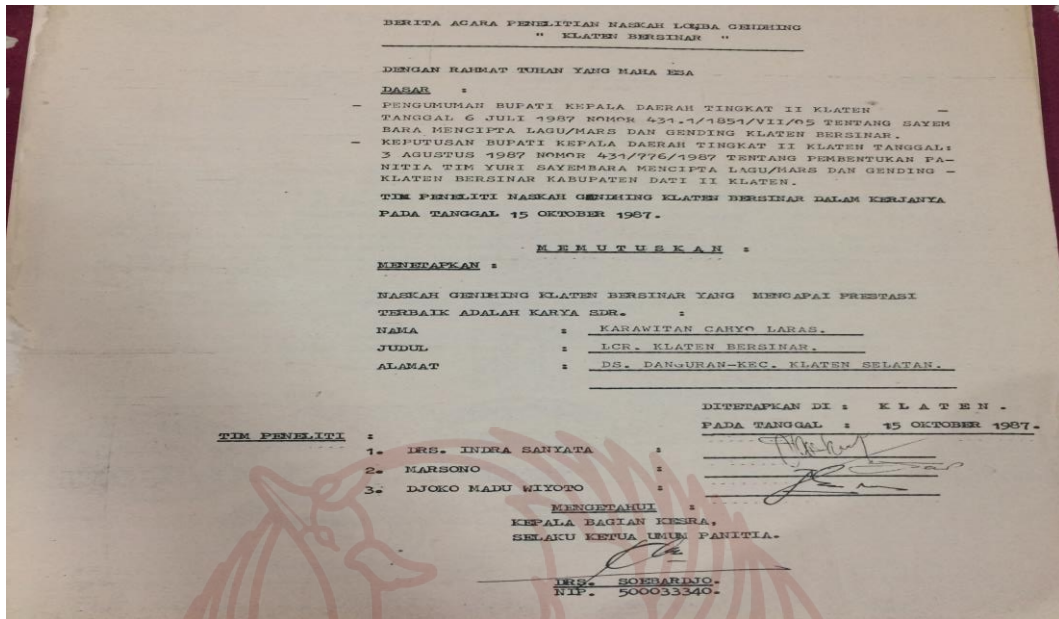 BERITA ACARA PENELITIAN NASKAH LOMBA GENDHING
" KLATEN BERSINAR "
DENGAN RAHMAT TUHAN YANG MAHA ESA
DASAR :
- PENGUMUMAN BUPATI KEPALA DAERAH TINGKAT II KLATEN -
TANGGAL 6 JULI 1987 NOMOR 431.1/1851/VII/05 TENTANG SAYEM
BARA MENCIPTA LAGU/MARS DAN GENDING KLATEN BERSINAR.
- KEPUTUSAN BUPATI KEPALA DAERAH TINGKAT II KLATEN TANGGAL:
3 AGUSTUS 1987 NOMOR 431/776/1987 TENTANG PEMBENTUKAN PA-
NITIA TIM YURI SAYEMBARA MENCIPTA LAGU/MARS DAN GENDING -
KLATEN BERSINAR KABUPATEN DATI II KLATEN.
TIM PENELITI NASKAH GENDHING KLATEN BERSINAR DALAM KERJANYA
PADA TANGGAL 15 OKTOBER 1987.
M E M U T U S K A N :
MENETAPKAN :
NASKAH GENDHING KLATEN BERSINAR YANG MENCAPAI PRESTASI
TERBAIK ADALAH KARYA SDR. :
NAMA : KARAWITAN CAHYO LARAS.
JUDUL : LCR. KLATEN BERSINAR.
ALAMAT : DS. DANGURAN-KEC. KLATEN SELATAN.
DITETAPKAN DI : K L A T E N .
PADA TANGGAL : 15 OKTOBER 1987.
TIM PENELITI :
1. DRS. INDRA SANYATA :
2. MARSONO :
3. DJOKO MADU WIYOTO :
MENGETAHUI :
KEPALA BAGIAN KESRA,
SELAKU KETUA UMUM PANITIA.
DRS. SOEBARDJO.
NIP. 500033340.